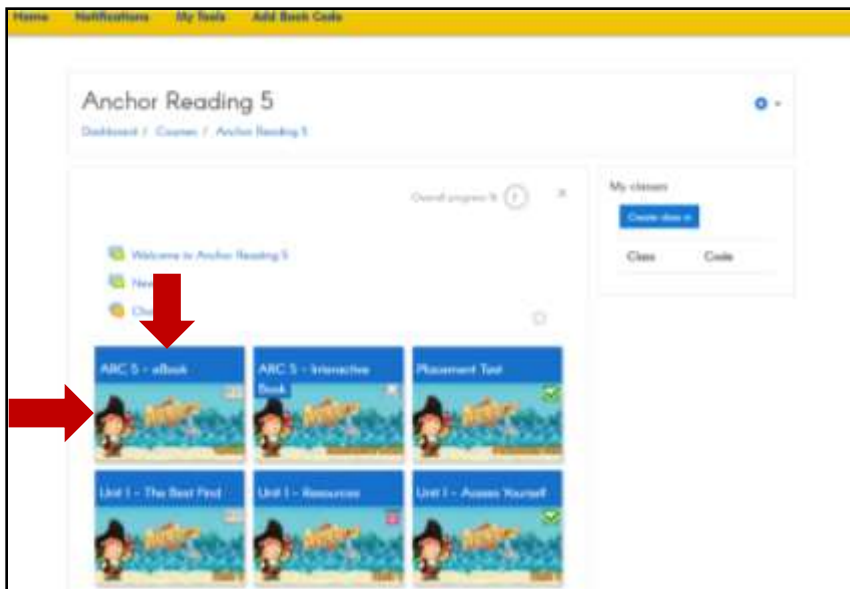 Home Notifications My Tools Add Book Code
Anchor Reading 5
Dashboard / Courses / Anchor Reading 5
Overall progress
My classes
Create class
Class Code
Welcome to Anchor Reading 5
ARC 5 - eBook
ARC 5 - Interactive
Book
Placement Test
Unit 1 - The Best Find
Unit 1 - Resources
Unit 1 - Assess Yourself